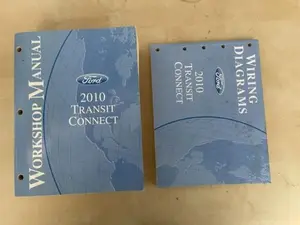 WORKSHOP MANUAL
Ford
2010
TRANSIT
CONNECT
WIRING
DIAGRAMS
Ford
2010
TRANSIT
CONNECT